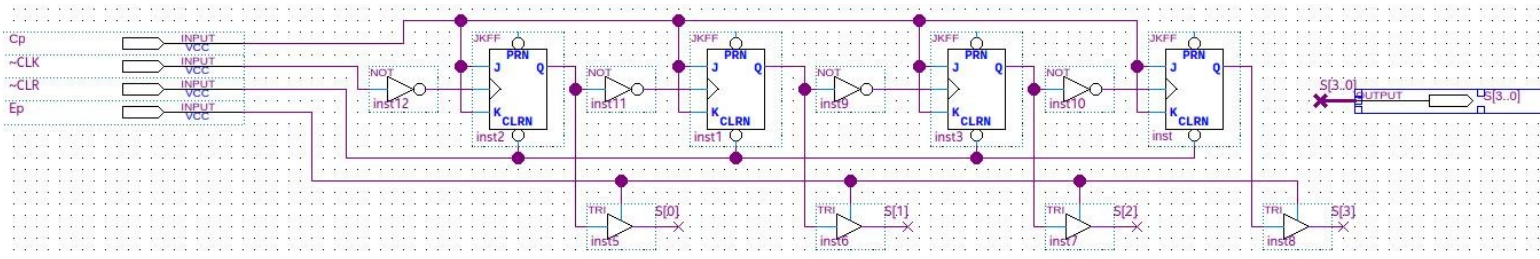 Cp
INPUT
VCC
~CLK
INPUT
VCC
~CLR
INPUT
VCC
Ep
INPUT
VCC
NOT
inst12
JKFF
PRN
J
Q
K
CLRN
inst2
NOT
inst11
JKFF
PRN
J
Q
K
CLRN
inst1
NOT
inst9
JKFF
PRN
J
Q
K
CLRN
inst3
NOT
inst10
JKFF
PRN
J
Q
K
CLRN
inst
S[3..0]
OUTPUT
S[3..0]
TRI
inst5
S[0]
TRI
inst6
S[1]
TRI
inst7
S[2]
TRI
inst8
S[3]